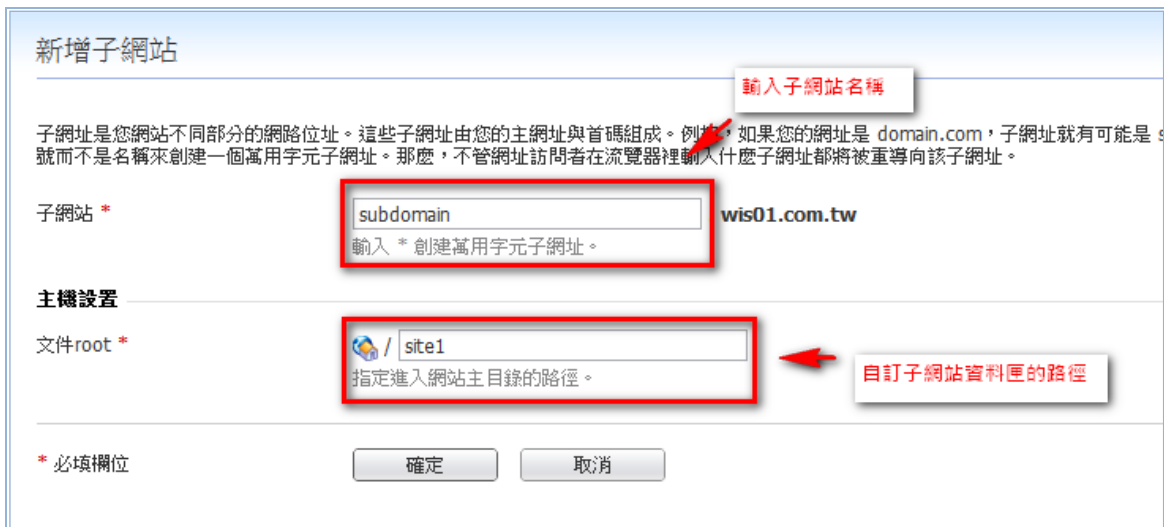 新增子網站
輸入子網站名稱
子網址是您網站不同部分的網路位址。這些子網址由您的主網址與首碼組成。例如，如果您的網址是 domain.com，子網址就有可能是 s
號而不是名稱來創建一個萬用字元子網址。那麼，不管網址訪問者在流覽器裡輸入什麼子網址都將被重導向該子網址。
子網站 * subdomain wis01.com.tw
輸入 * 創建萬用字元子網址。
主機設置
文件root * / site1
指定進入網站主目錄的路徑。
自訂子網站資料匣的路徑
* 必填欄位 確定 取消